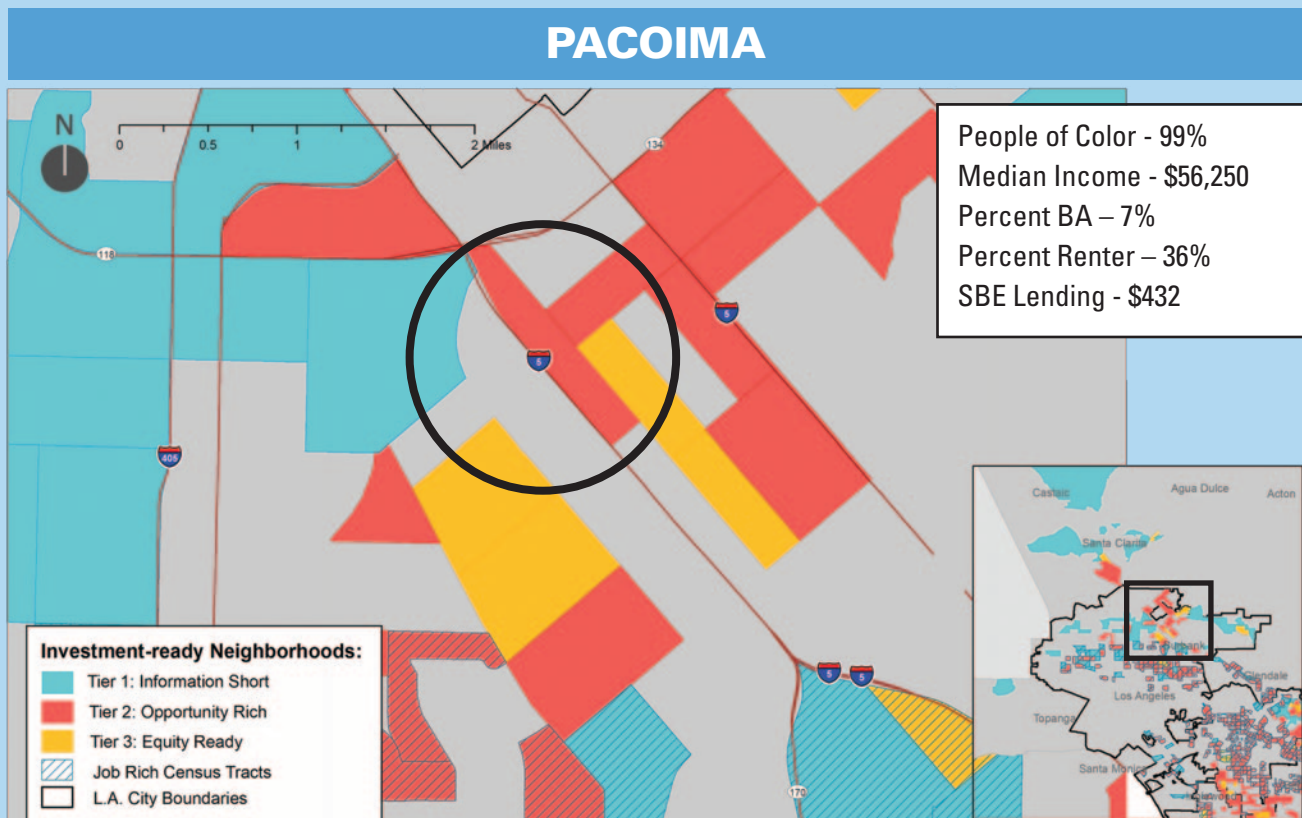 PACOIMA
N
0
0.5
1
2 Miles
134
118
5
5
405
5
5
170
People of Color - 99%
Median Income - $56,250
Percent BA – 7%
Percent Renter – 36%
SBE Lending - $432
Investment-ready Neighborhoods:
Tier 1: Information Short
Tier 2: Opportunity Rich
Tier 3: Equity Ready
Job Rich Census Tracts
L.A. City Boundaries
Castaic
Agua Dulce
Acton
Santa Clarita
Burbank
Glendale
Los Angeles
Topanga
Santa Monica